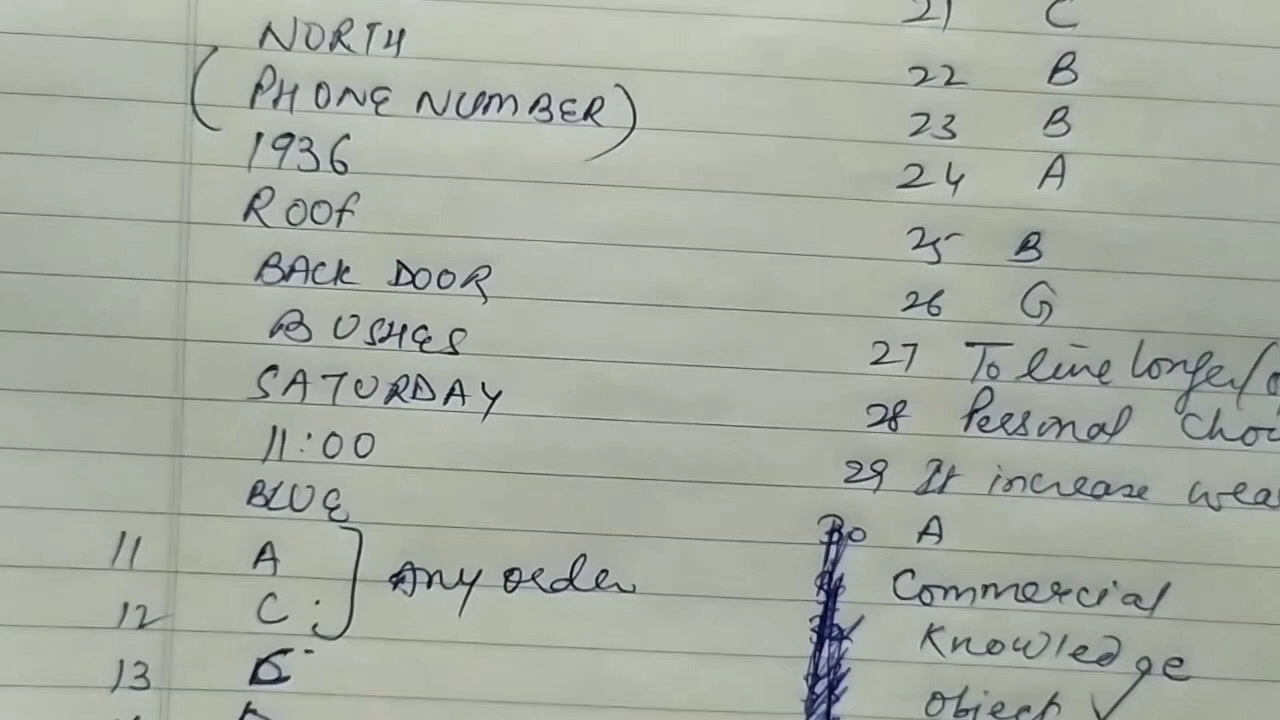 NORTH
(PHONE NUMBER)
1936
ROOF
BACK DOOR
BUSHES
SATURDAY
11:00
BLUE
11 A
12 C
Any order
13
21 C
22 B
23 B
24 A
25 B
26 G
27 To live longer/
28 Personal
29 It increase
30 A
Commercial
Knowledge
Object ✓